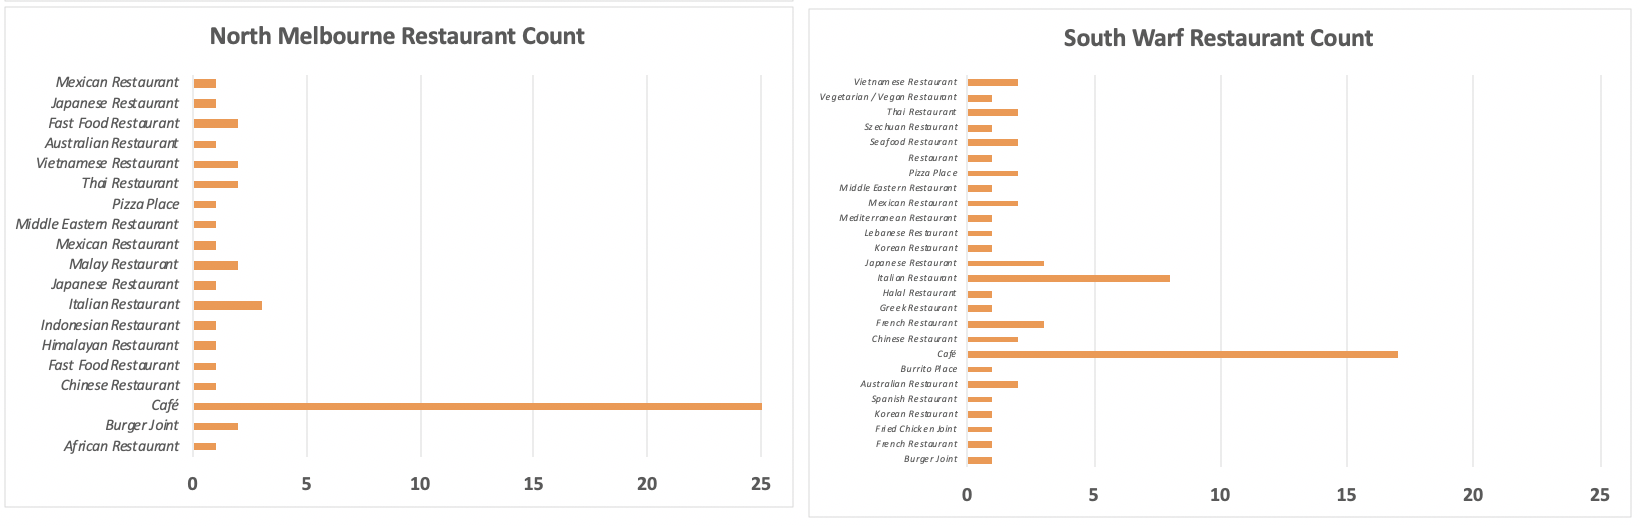 North Melbourne Restaurant Count
Mexican Restaurant
Japanese Restaurant
Fast Food Restaurant
Australian Restaurant
Vietnamese Restaurant
Thai Restaurant
Pizza Place
Middle Eastern Restaurant
Mexican Restaurant
Malay Restaurant
Japanese Restaurant
Italian Restaurant
Indonesian Restaurant
Himalayan Restaurant
Fast Food Restaurant
Chinese Restaurant
Café
Burger Joint
African Restaurant
0 5 10 15 20 25
South Warf Restaurant Count
Vietnamese Restaurant
Vegetarian / Vegan Restaurant
Thai Restaurant
Szechuan Restaurant
Seafood Restaurant
Restaurant
Pizza Place
Middle Eastern Restaurant
Mexican Restaurant
Mediterranean Restaurant
Lebanese Restaurant
Korean Restaurant
Japanese Restaurant
Italian Restaurant
Halal Restaurant
Greek Restaurant
French Restaurant
Chinese Restaurant
Café
Burrito Place
Australian Restaurant
Spanish Restaurant
Korean Restaurant
Fried Chicken Joint
French Restaurant
Burger Joint
0 5 10 15 20 25